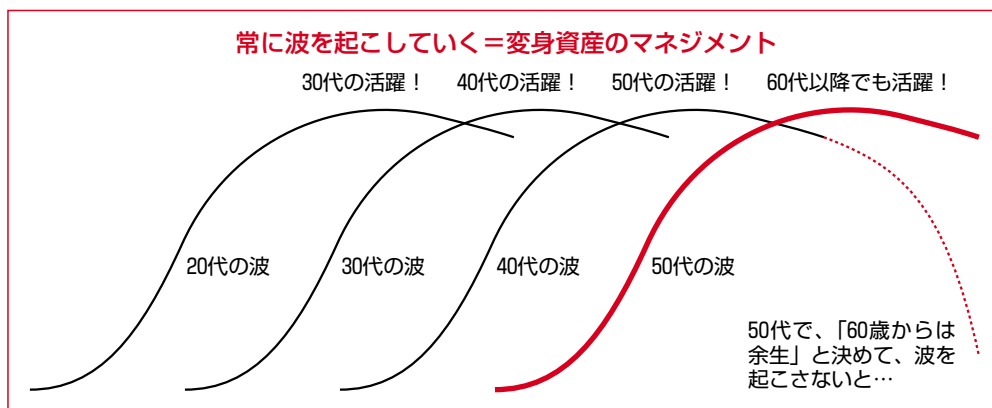 常に波を起こしていく＝変身資産のマネジメント
30代の活躍！
40代の活躍！
50代の活躍！
60代以降でも活躍！
20代の波
30代の波
40代の波
50代の波
50代で、「60歳からは
余生」と決めて、波を
起こさないと…